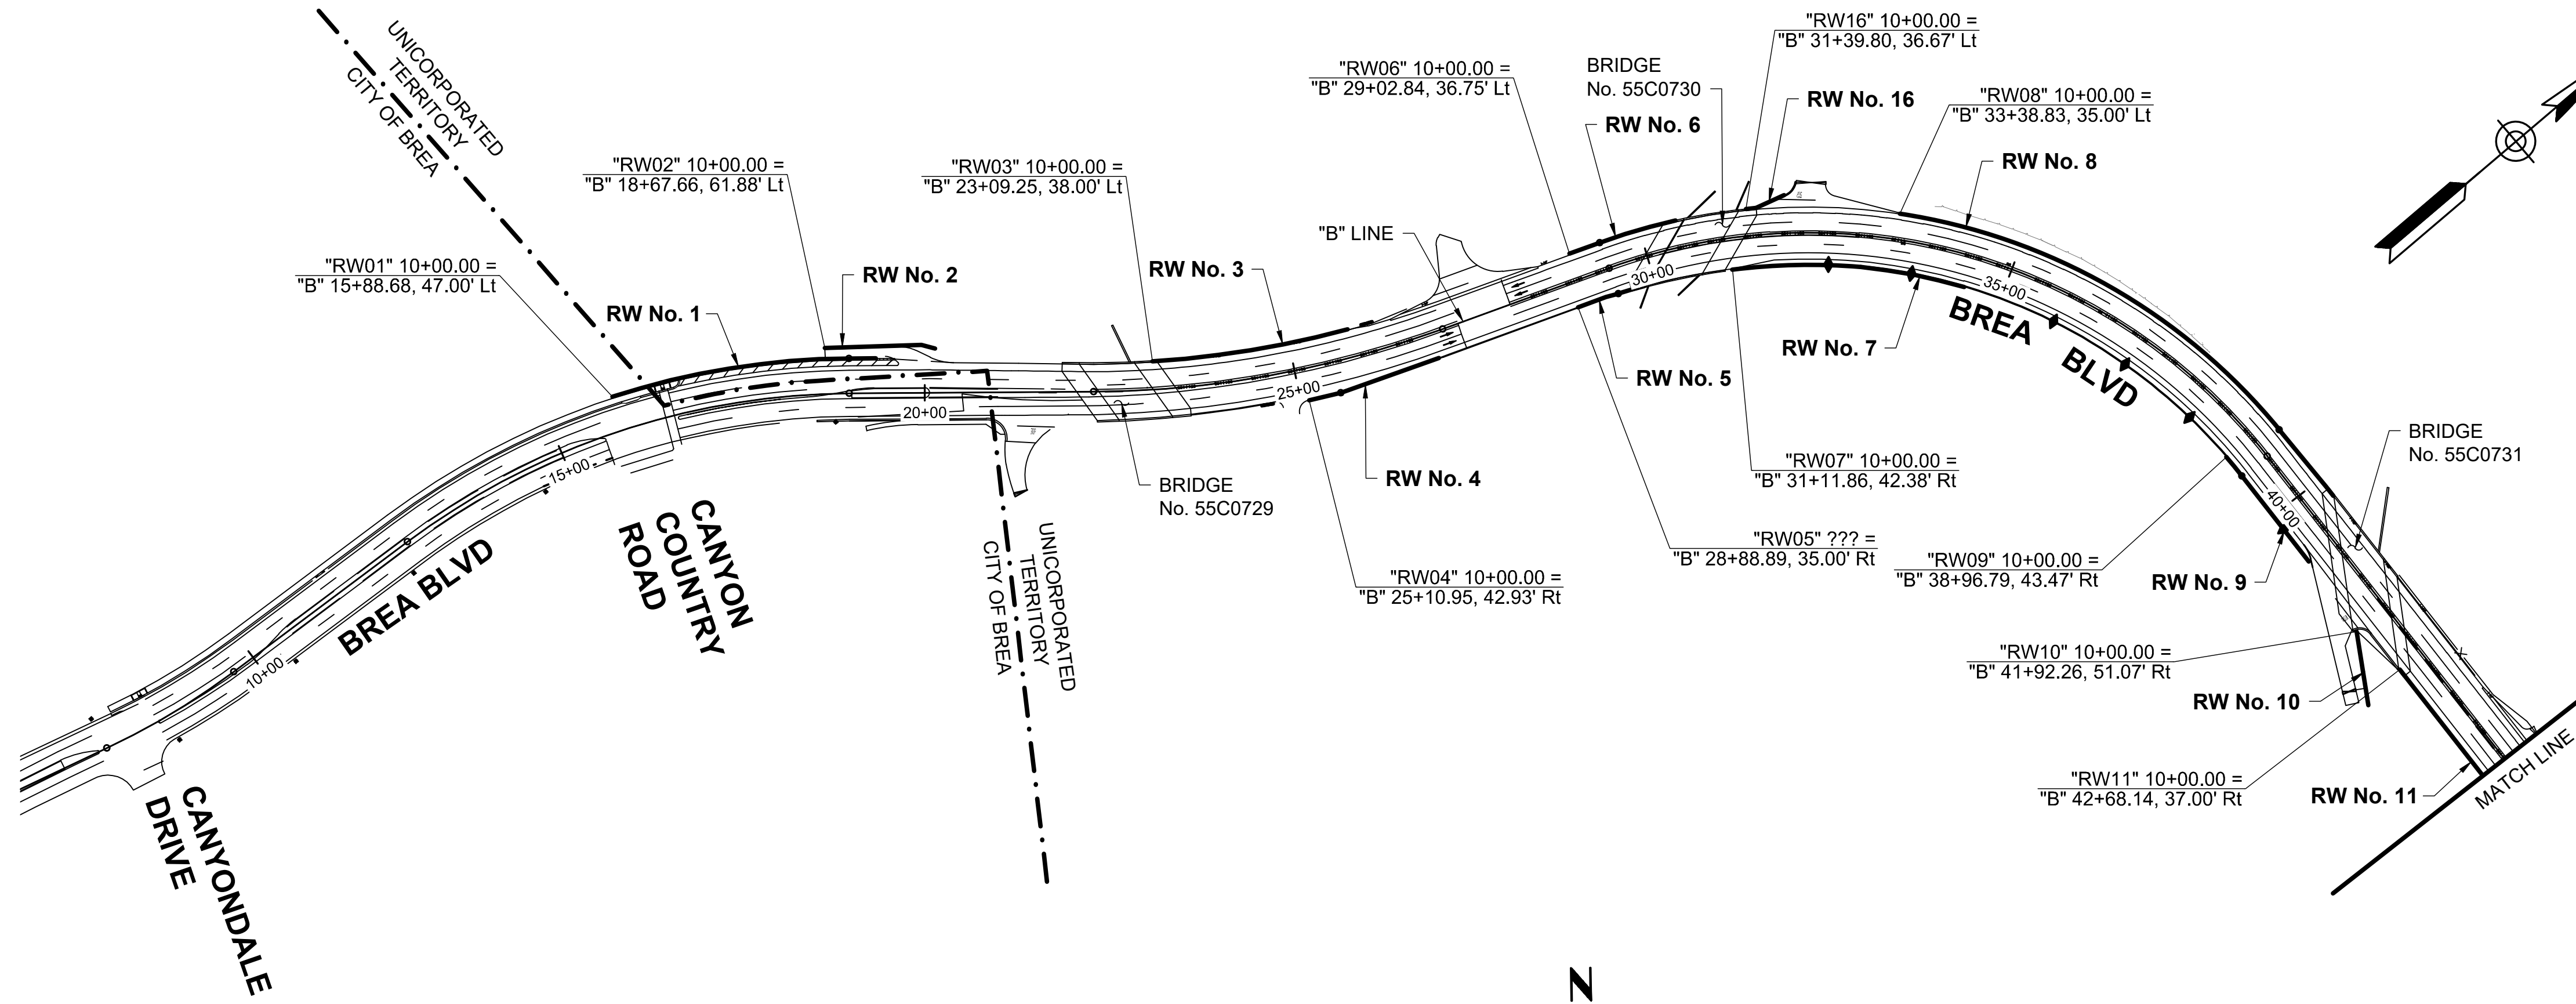 UNICORPORATED
TERRITORY
CITY OF BREA
"RW01" 10+00.00 =
"B" 15+88.68, 47.00' Lt
RW No. 1
"RW02" 10+00.00 =
"B" 18+67.66, 61.88' Lt
RW No. 2
"RW03" 10+00.00 =
"B" 23+09.25, 38.00' Lt
RW No. 3
"B" LINE
"RW06" 10+00.00 =
"B" 29+02.84, 36.75' Lt
RW No. 6
BRIDGE
No. 55C0730
"RW16" 10+00.00 =
"B" 31+39.80, 36.67' Lt
RW No. 16
"RW08" 10+00.00 =
"B" 33+38.83, 35.00' Lt
RW No. 8
10+00
15+00
20+00
25+00
30+00
35+00
40+00
BREA BLVD
CANYONDALE
DRIVE
BREA BLVD
CANYON
COUNTRY
ROAD
UNICORPORATED
TERRITORY
CITY OF BREA
BRIDGE
No. 55C0729
RW No. 4
"RW04" 10+00.00 =
"B" 25+10.95, 42.93' Rt
RW No. 5
"RW05" ??? =
"B" 28+88.89, 35.00' Rt
RW No. 7
"RW07" 10+00.00 =
"B" 31+11.86, 42.38' Rt
"RW09" 10+00.00 =
"B" 38+96.79, 43.47' Rt
RW No. 9
BRIDGE
No. 55C0731
"RW10" 10+00.00 =
"B" 41+92.26, 51.07' Rt
RW No. 10
"RW11" 10+00.00 =
"B" 42+68.14, 37.00' Rt
RW No. 11
MATCH LINE
N